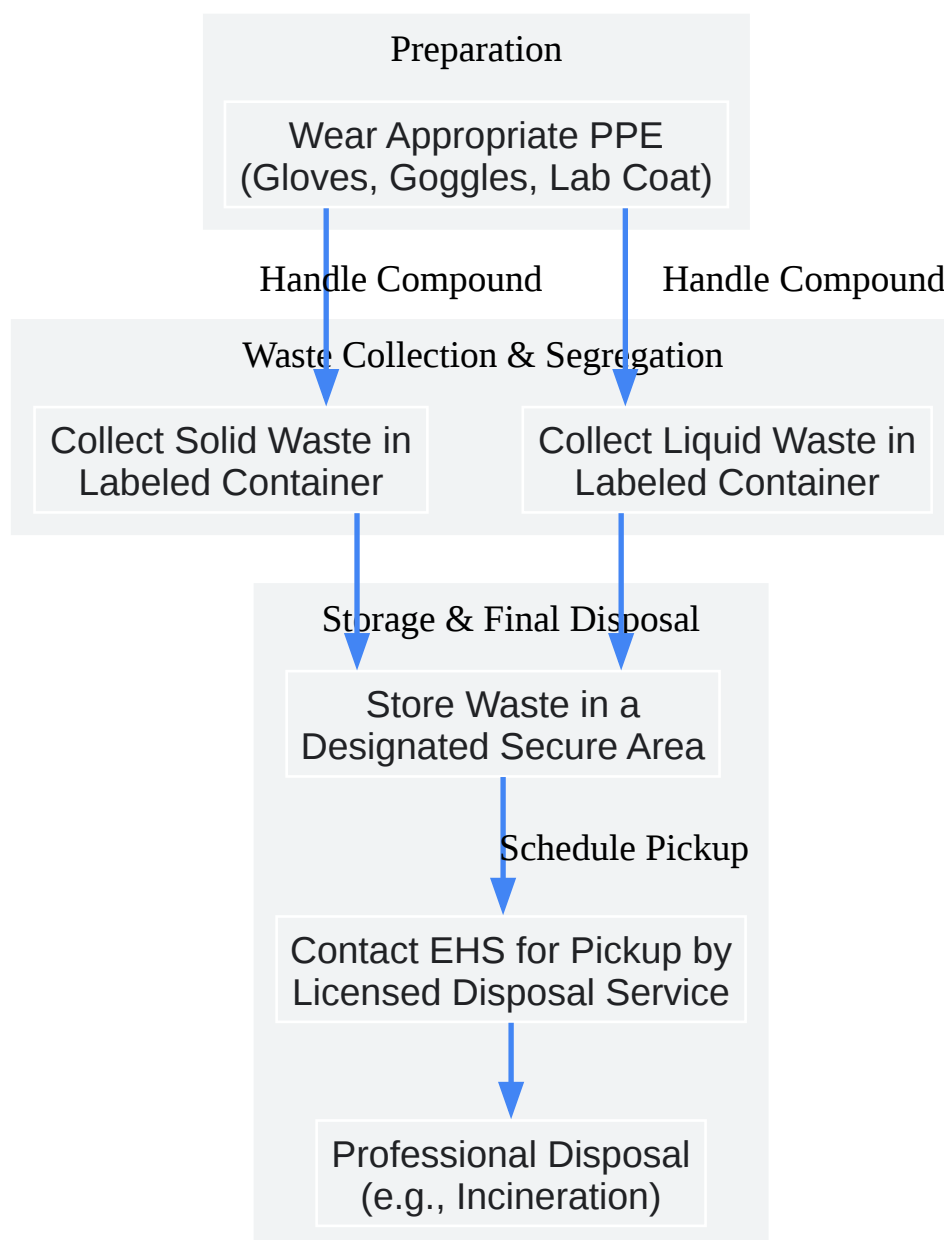 Preparation
Wear Appropriate PPE
(Gloves, Goggles, Lab Coat)
Handle Compound
Handle Compound
Waste Collection & Segregation
Collect Solid Waste in
Labeled Container
Collect Liquid Waste in
Labeled Container
Storage & Final Disposal
Store Waste in a
Designated Secure Area
Schedule Pickup
Contact EHS for Pickup by
Licensed Disposal Service
Professional Disposal
(e.g., Incineration)